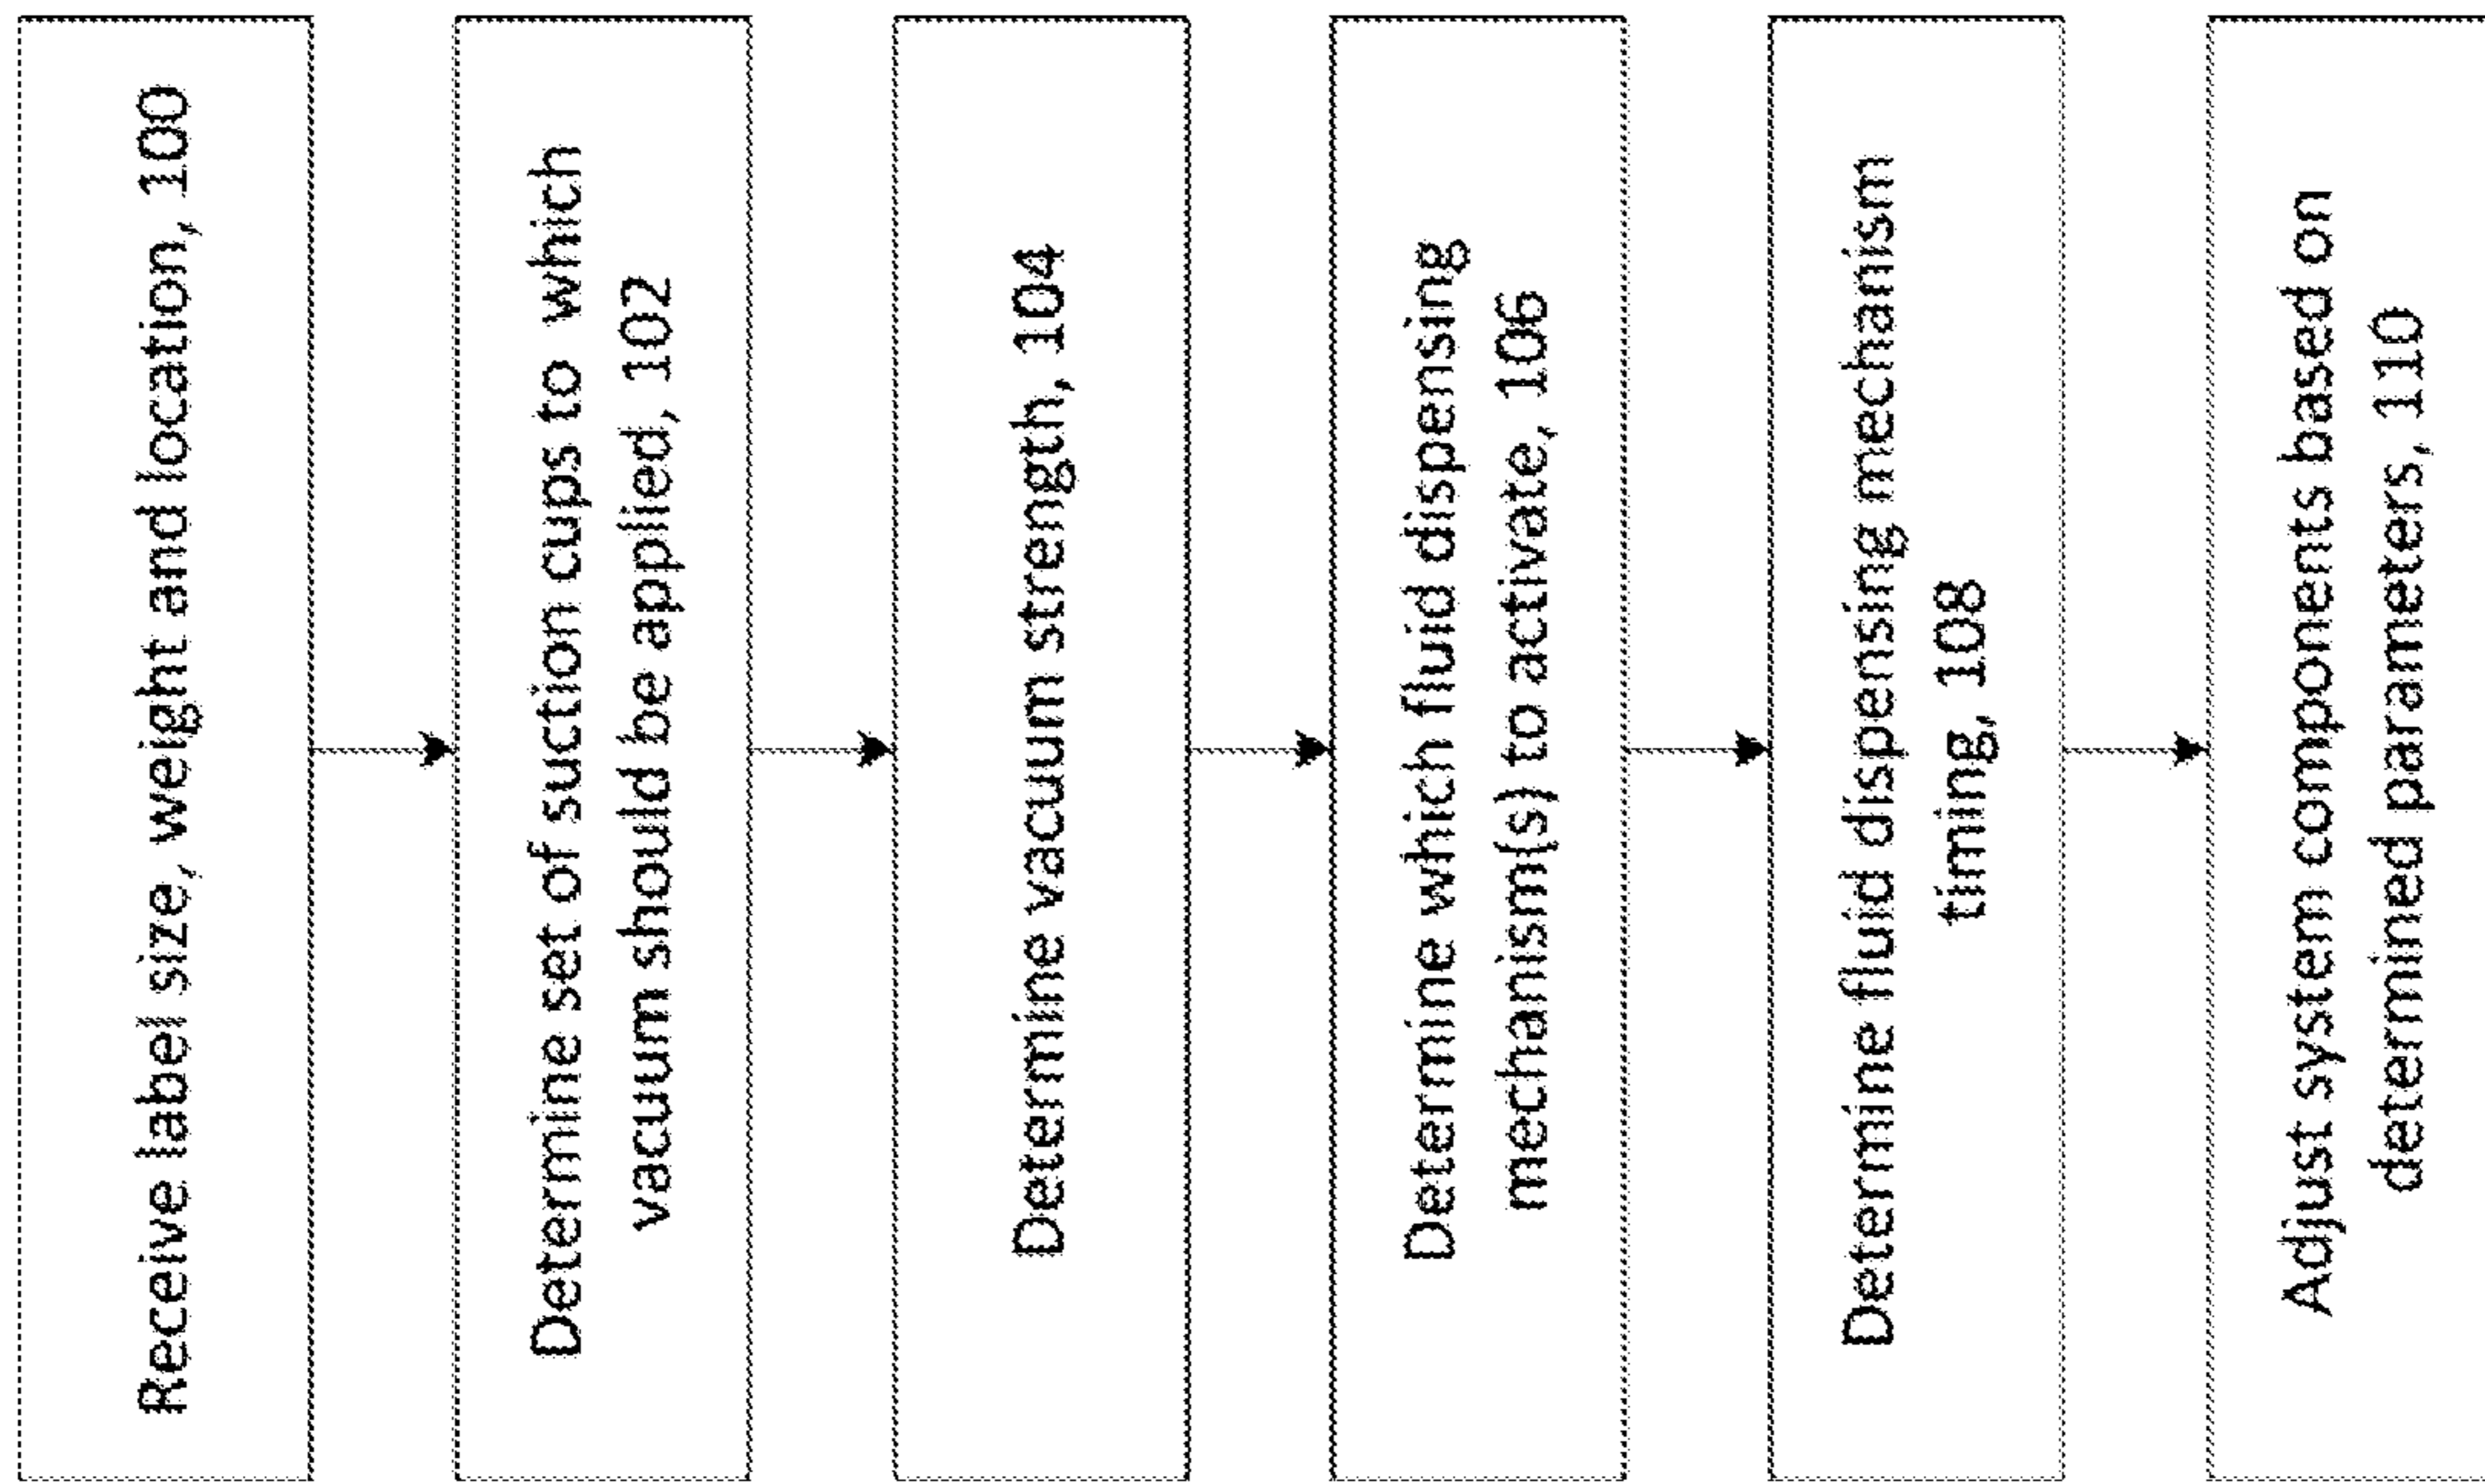 Receive label size, weight and location, 100
Determine set of suction cups to which
vacuum should be applied, 102
Determine vacuum strength, 104
Determine which fluid dispensing
mechanism(s) to activate, 106
Determine fluid dispensing mechanism
timing, 108
Adjust system components based on
determined parameters, 110